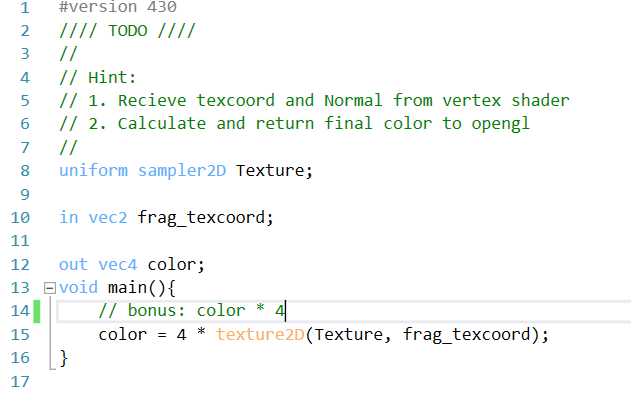 1 #version 430
2 //// TODO ////
3 //
4 // Hint:
5 // 1. Recieve texcoord and Normal from vertex shader
6 // 2. Calculate and return final color to opengl
7 //
8 uniform sampler2D Texture;
9
10 in vec2 frag_texcoord;
11
12 out vec4 color;
13 void main(){
14     // bonus: color * 4
15     color = 4 * texture2D(Texture, frag_texcoord);
16 }
17